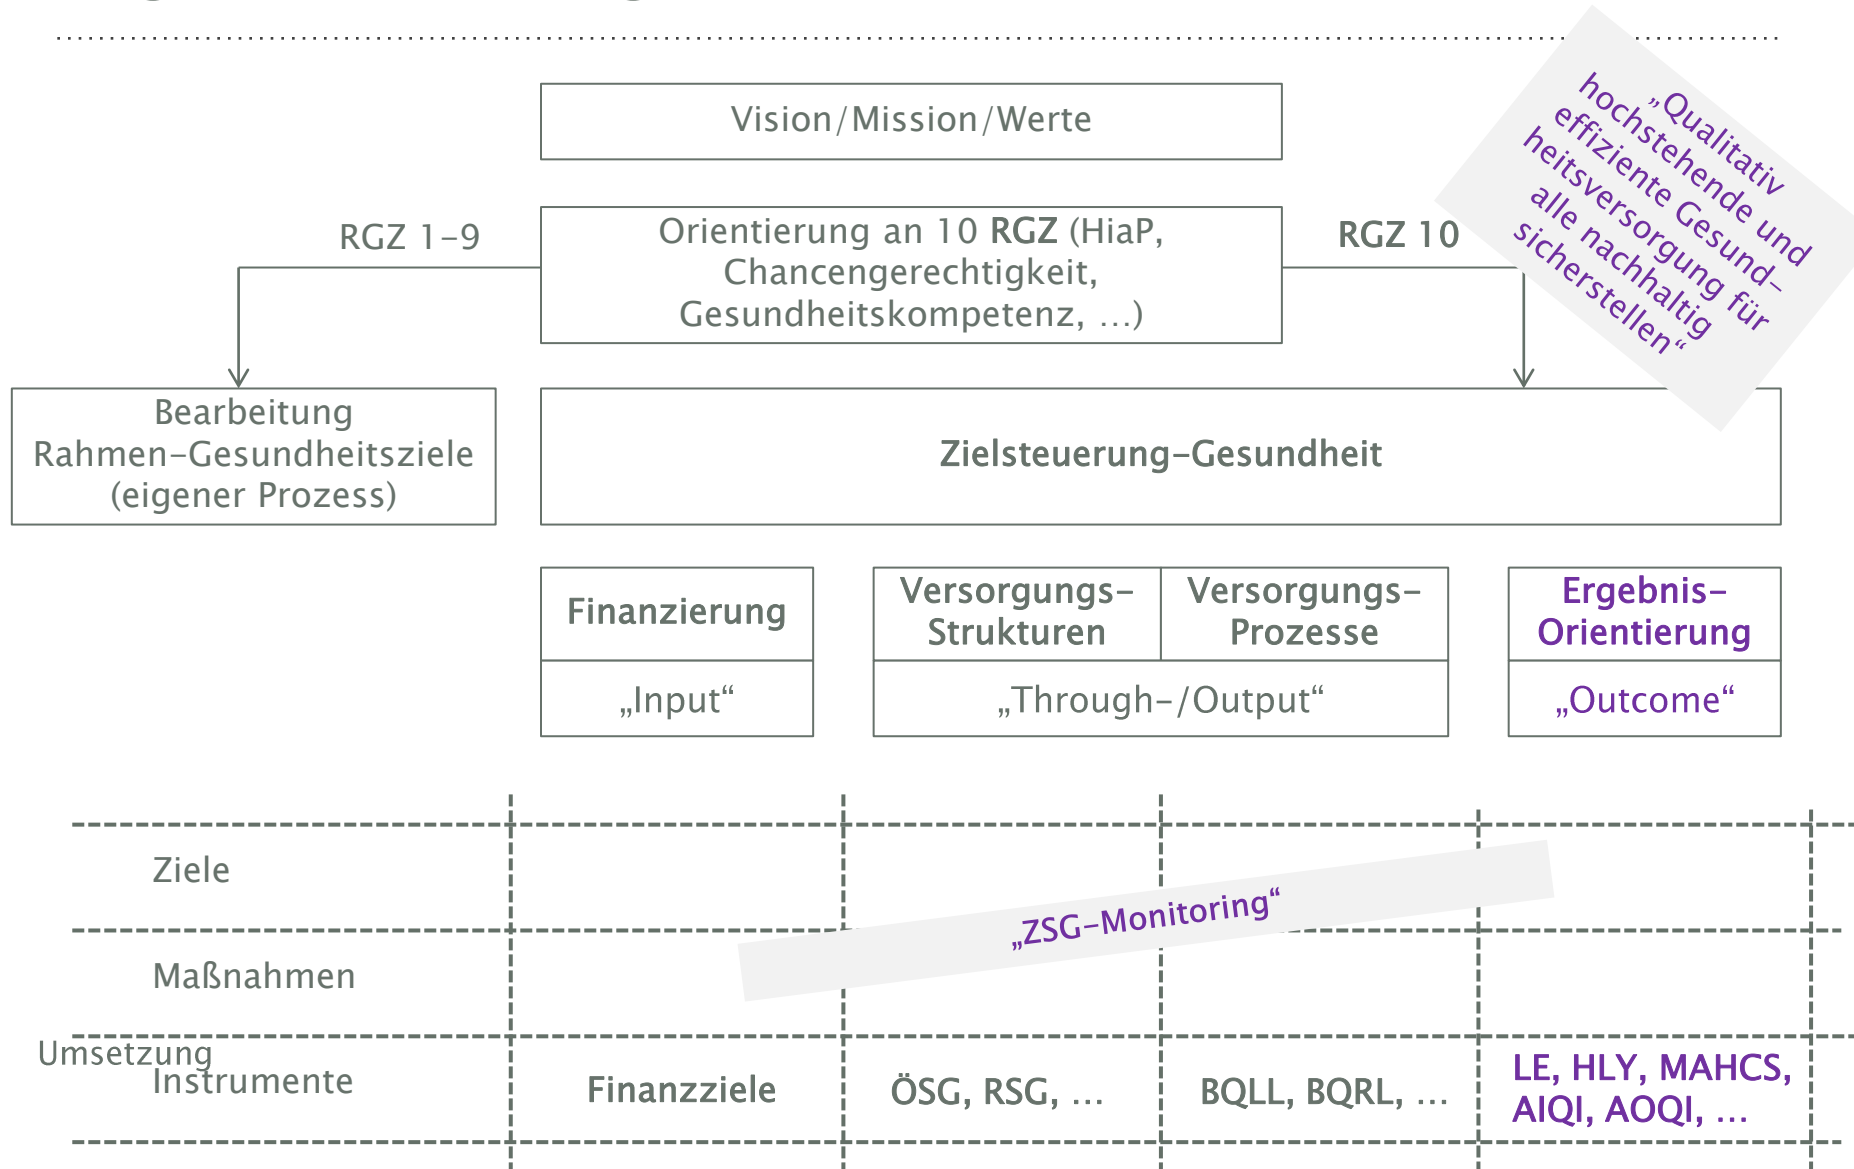 Vision/Mission/Werte
„Qualitativ
hochstehende und
effiziente Gesund-
heitsversorgung für
alle nachhaltig
sicherstellen“
RGZ 1-9
Orientierung an 10 RGZ (HiaP,
Chancengerechtigkeit,
Gesundheitskompetenz, ...)
RGZ 10
Bearbeitung
Rahmen-Gesundheitsziele
(eigener Prozess)
Zielsteuerung-Gesundheit
Finanzierung
„Input“
Versorgungs-
Strukturen
Versorgungs-
Prozesse
„Through-/Output“
Ergebnis-
Orientierung
„Outcome“
Ziele
„ZSG-Monitoring“
Maßnahmen
Umsetzung
Instrumente
Finanzziele
ÖSG, RSG, ...
BQLL, BQRL, ...
LE, HLY, MAHCS,
AIQI, AOQI, ...